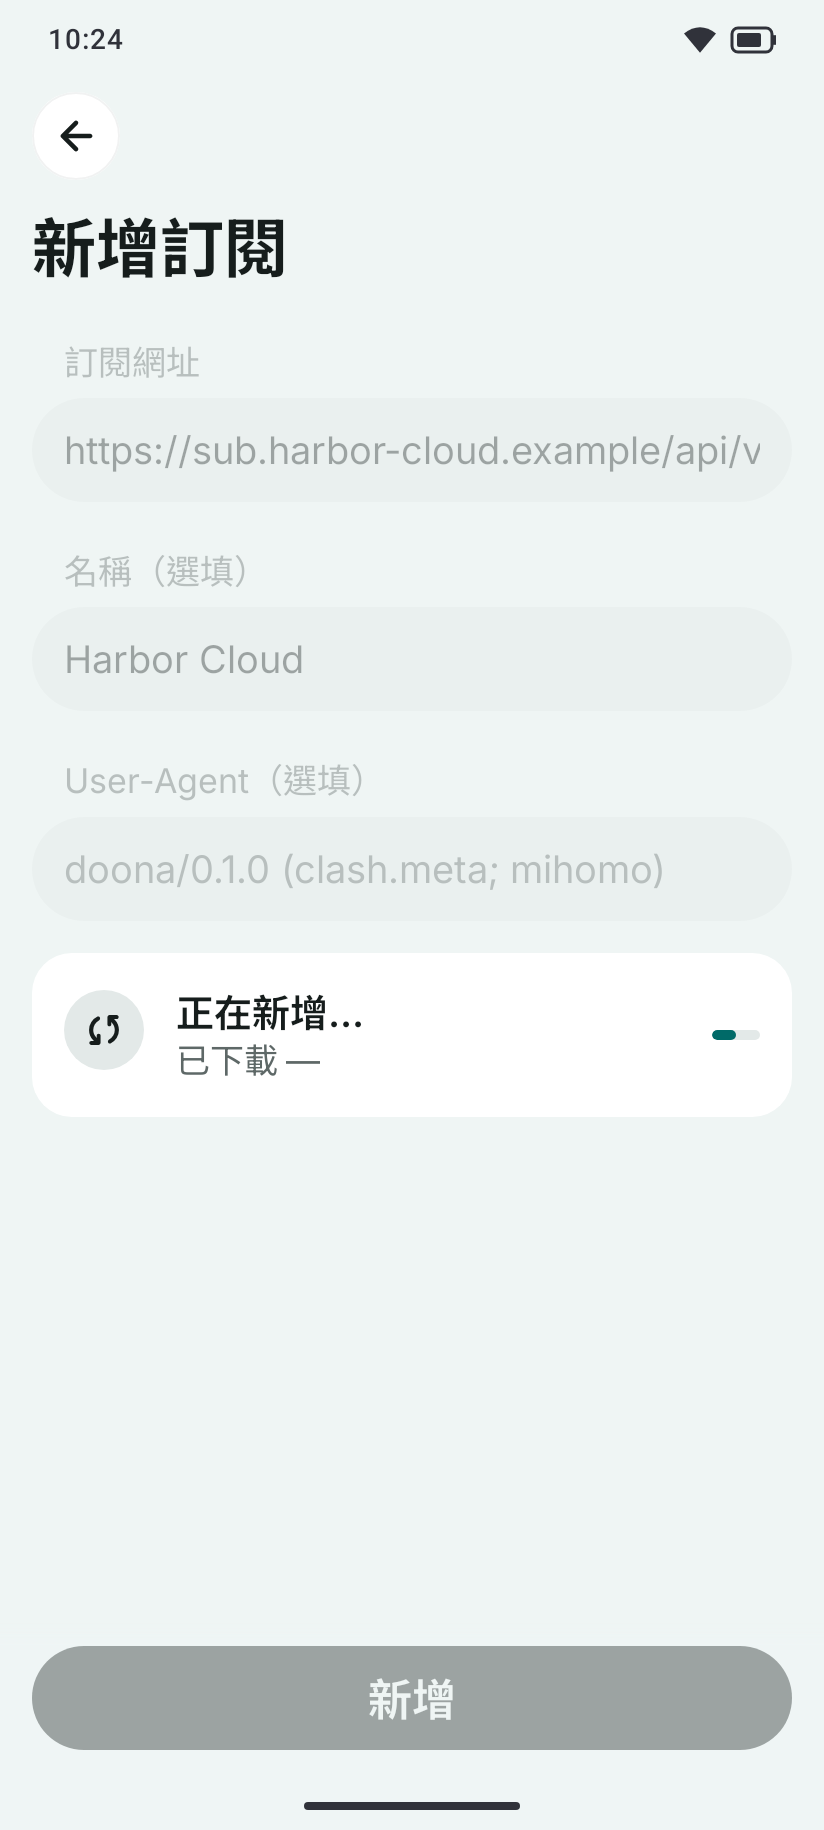 10:24
新增訂閱
訂閱網址
https://sub.harbor-cloud.example/api/v
名稱（選填）
Harbor Cloud
User-Agent（選填）
doona/0.1.0 (clash.meta; mihomo)
正在新增...
已下載 —
新增